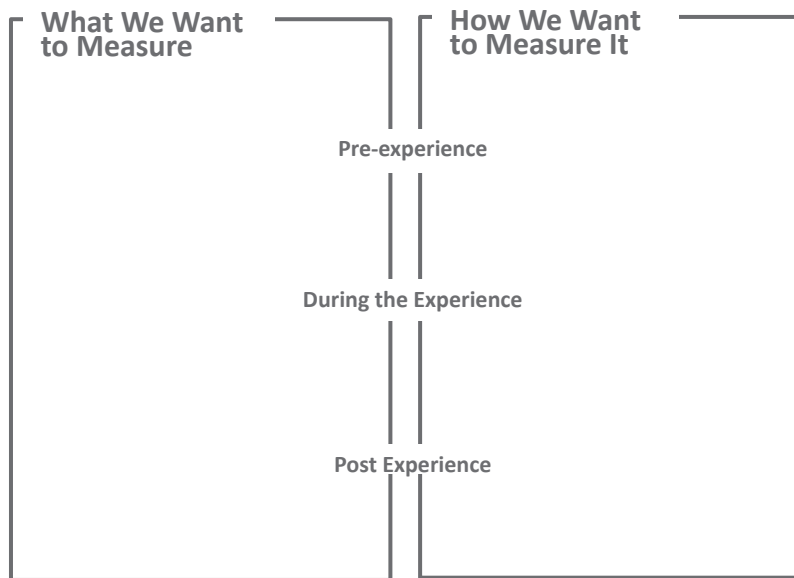 What We Want
to Measure
How We Want
to Measure It
Pre-experience
During the Experience
Post Experience